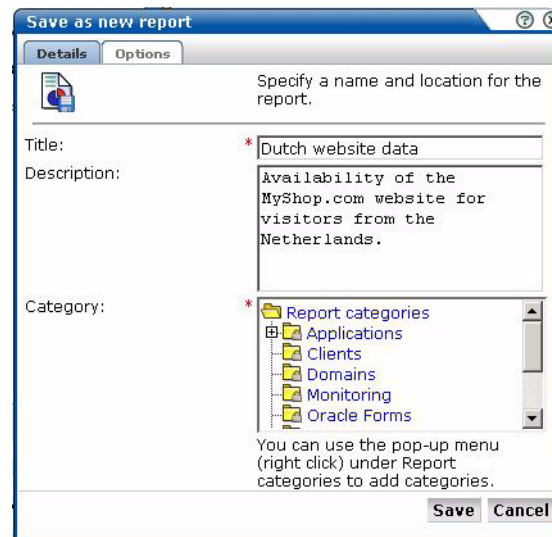 Save as new report
Details Options
Specify a name and location for the
report.
Title: * Dutch website data
Description: Availability of the
MyShop.com website for
visitors from the
Netherlands.
Category: * Report categories
Applications
Clients
Domains
Monitoring
Oracle Forms
You can use the pop-up menu
(right click) under Report
categories to add categories.
Save Cancel